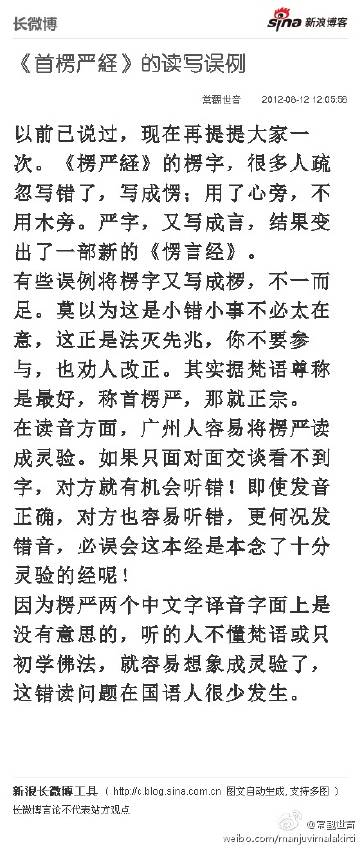 长微博
sina 新浪博客
《首楞严経》的读写误例
常翻世音 2012-08-12 12:05:56
以前已说过，现在再提提大家一
次。《楞严経》的楞字，很多人疏
忽写错了，写成愣；用了心旁，不
用木旁。严字，又写成言，结果变
出了一部新的《愣言经》。
有些误例将楞字又写成椤，不一而
足。莫以为这是小错小事不必太在
意，这正是法灭先兆，你不要参
与，也劝人改正。其实据梵语尊称
是最好，称首楞严，那就正宗。
在读音方面，广州人容易将楞严读
成灵验。如果只面对面交谈看不到
字，对方就有机会听错！即使发音
正确，对方也容易听错，更何况发
错音，必误会这本经是本念了十分
灵验的经呢！
因为楞严两个中文字译音字面上是
没有意思的，听的人不懂梵语或只
初学佛法，就容易想象成灵验了，
这错读问题在国语人很少发生。
新浪长微博工具（ http://c.blog.sina.com.cn 图文自动生成,支持多图 ）
长微博言论不代表站方观点
@常翻世音
weibo.com/manjuvimalakirti